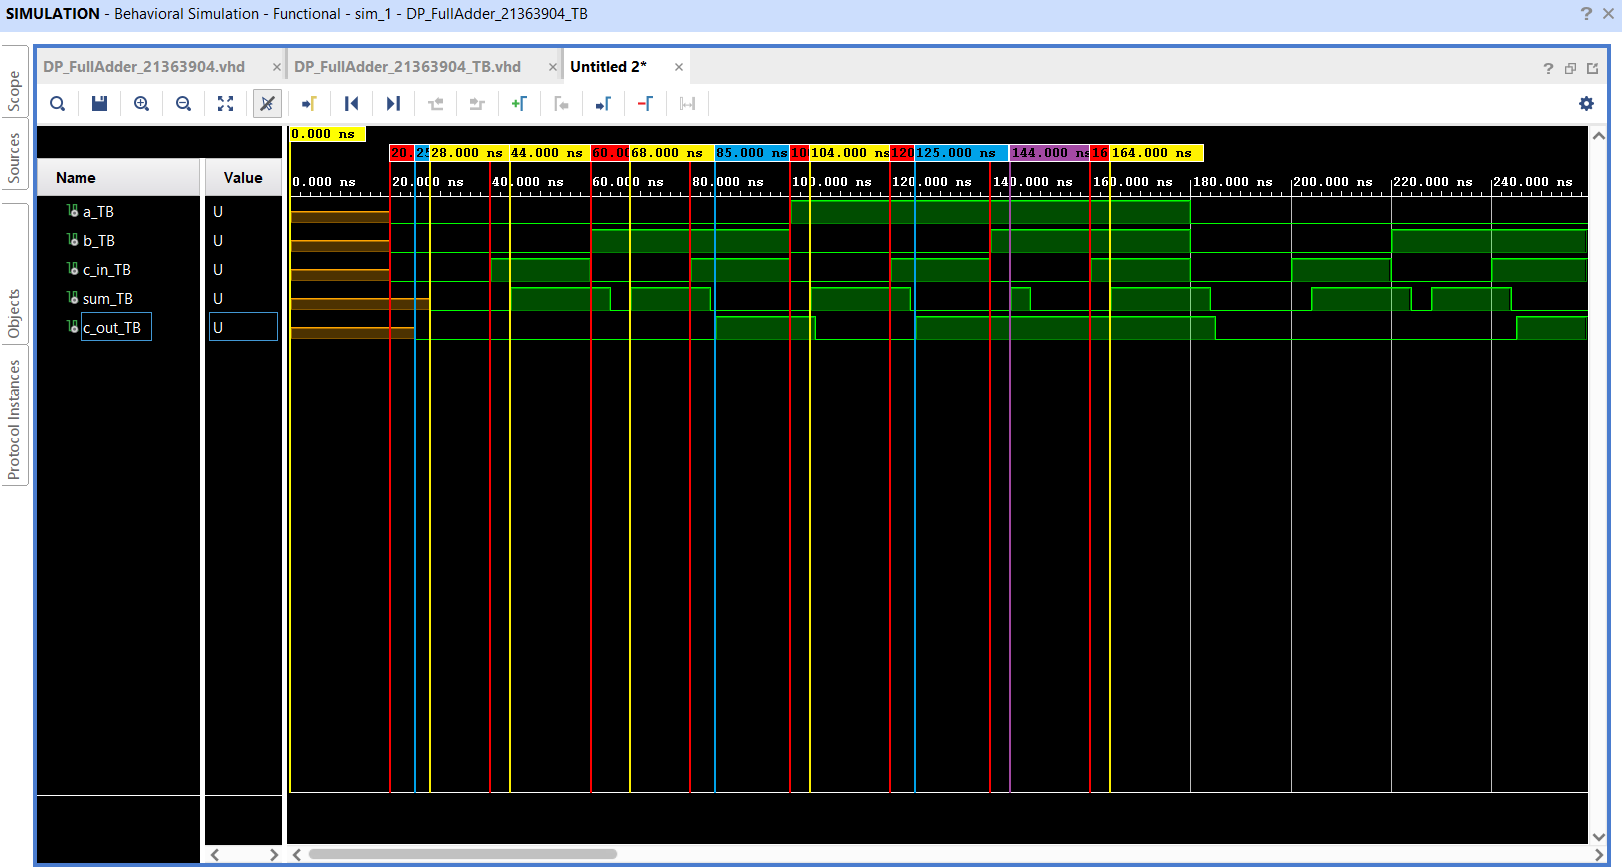 SIMULATION - Behavioral Simulation - Functional - sim_1 - DP_FullAdder_21363904_TB
Scope
Sources
Objects
Protocol Instances
DP_FullAdder_21363904.vhd
DP_FullAdder_21363904_TB.vhd
Untitled 2*
0.000 ns
20. 25 28.000 ns 44.000 ns 60.00 68.000 ns 85.000 ns 10 104.000 ns 120 125.000 ns 144.000 ns 16 164.000 ns
0.000 ns 20.000 ns 40.000 ns 60.000 ns 80.000 ns 100.000 ns 120.000 ns 140.000 ns 160.000 ns 180.000 ns 200.000 ns 220.000 ns 240.000 ns
Name Value
a_TB U
b_TB U
c_in_TB U
sum_TB U
c_out_TB U